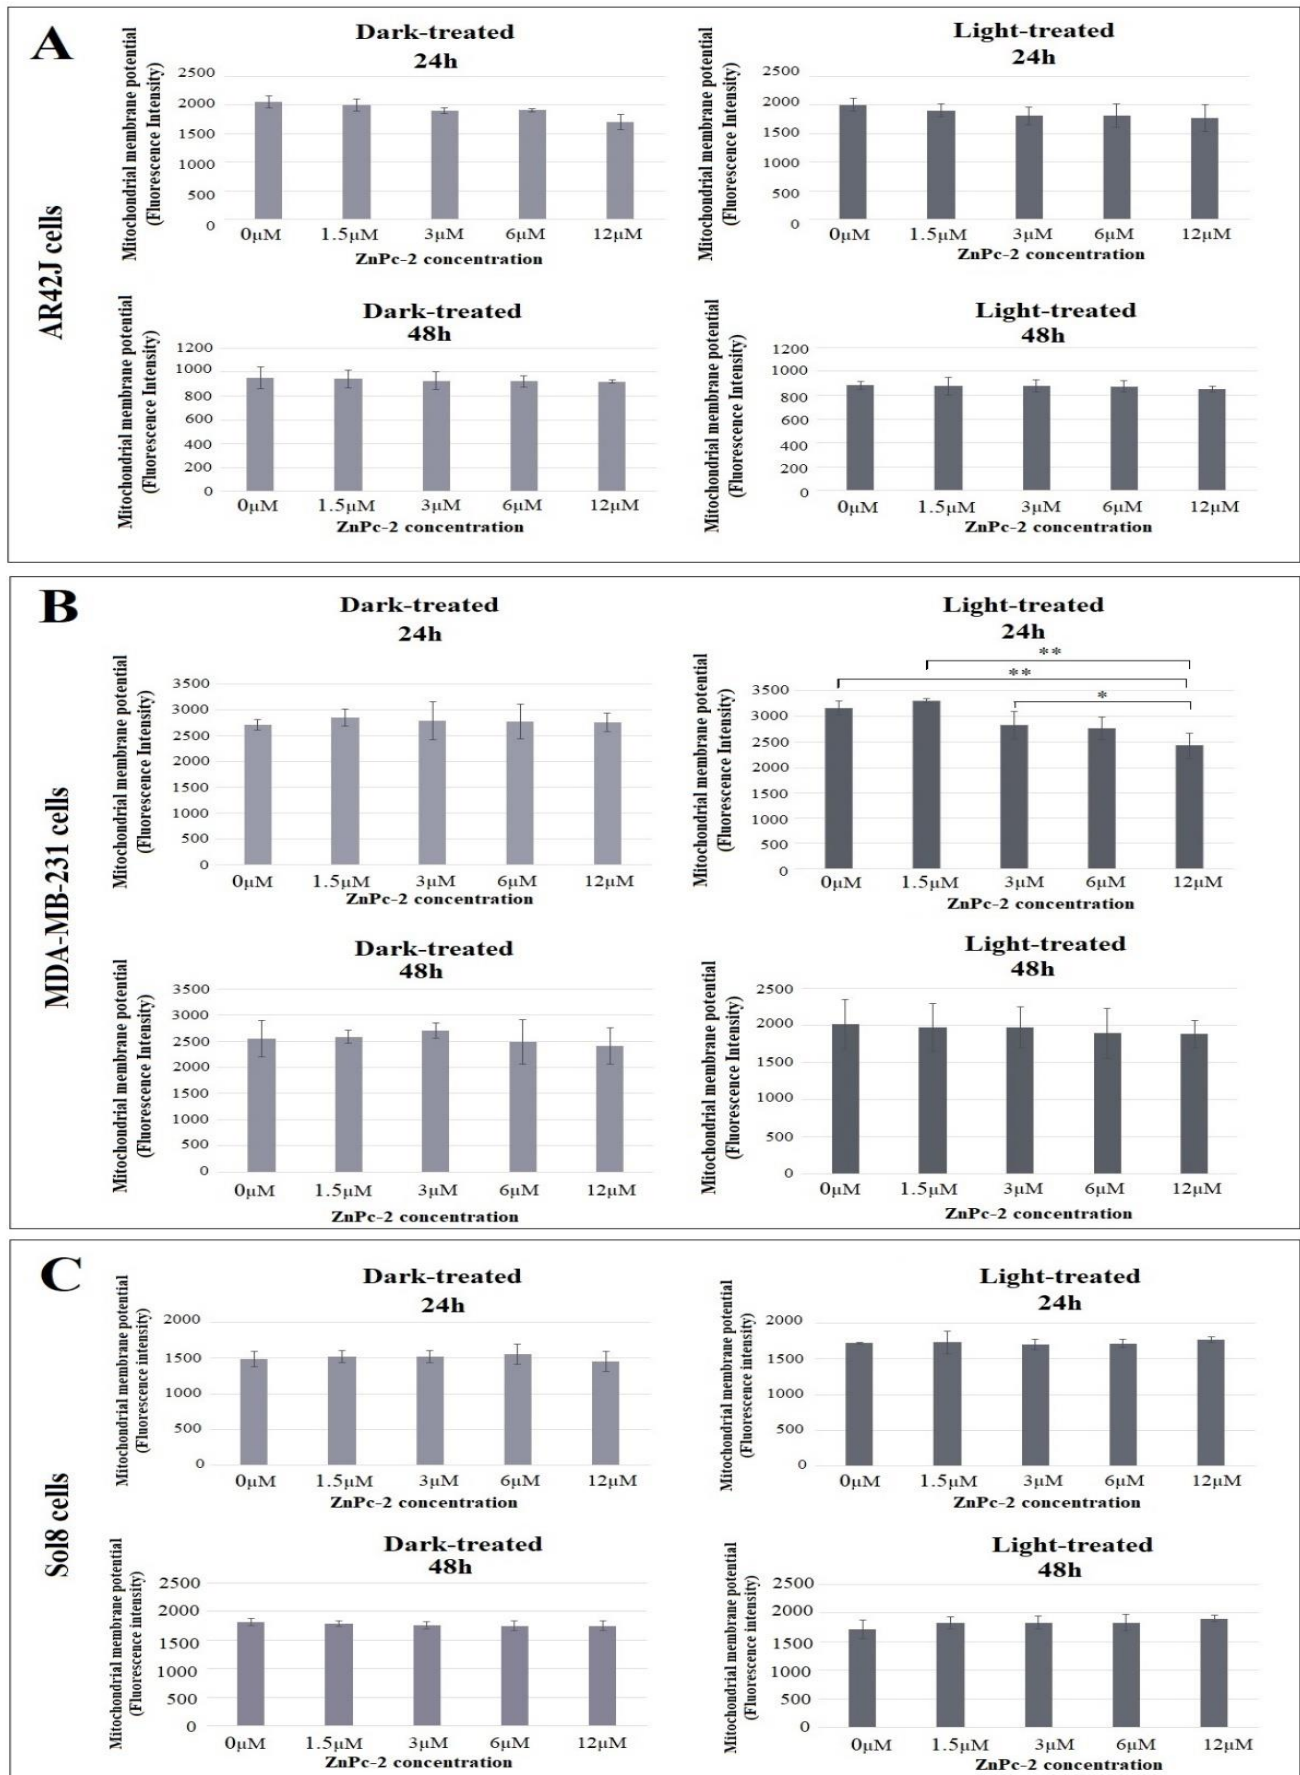 A
AR42J cells
Dark-treated
24h
Mitochondrial membrane potential
(Fluorescence Intensity)
2500
2000
1500
1000
500
0
0µM 1.5µM 3µM 6µM 12µM
ZnPc-2 concentration
Light-treated
24h
Mitochondrial membrane potential
(Fluorescence Intensity)
2500
2000
1500
1000
500
0
0µM 1.5µM 3µM 6µM 12µM
ZnPc-2 concentration
Dark-treated
48h
Mitochondrial membrane potential
(Fluorescence Intensity)
1200
1000
800
600
400
200
0
0µM 1.5µM 3µM 6µM 12µM
ZnPc-2 concentration
Light-treated
48h
Mitochondrial membrane potential
(Fluorescence Intensity)
1200
1000
800
600
400
200
0
0µM 1.5µM 3µM 6µM 12µM
ZnPc-2 concentration
B
MDA-MB-231 cells
Dark-treated
24h
Mitochondrial membrane potential
(Fluorescence Intensity)
3500
3000
2500
2000
1500
1000
500
0
0µM 1.5µM 3µM 6µM 12µM
ZnPc-2 concentration
Light-treated
24h
**
**
*
Mitochondrial membrane potential
(Fluorescence Intensity)
3500
3000
2500
2000
1500
1000
500
0
0µM 1.5µM 3µM 6µM 12µM
ZnPc-2 concentration
Dark-treated
48h
Mitochondrial membrane potential
(Fluorescence Intensity)
3500
3000
2500
2000
1500
1000
500
0
0µM 1.5µM 3µM 6µM 12µM
ZnPc-2 concentration
Light-treated
48h
Mitochondrial membrane potential
(Fluorescence Intensity)
2500
2000
1500
1000
500
0
0µM 1.5µM 3µM 6µM 12µM
ZnPc-2 concentration
C
Sol8 cells
Dark-treated
24h
Mitochondrial membrane potential
(Fluorescence intensity)
2000
1500
1000
500
0
0µM 1.5µM 3µM 6µM 12µM
ZnPc-2 concentration
Light-treated
24h
Mitochondrial membrane potential
(Fluorescence intensity)
2000
1500
1000
500
0
0µM 1.5µM 3µM 6µM 12µM
ZnPc-2 concentration
Dark-treated
48h
Mitochondrial membrane potential
(Fluorescence intensity)
2500
2000
1500
1000
500
0
0µM 1.5µM 3µM 6µM 12µM
ZnPc-2 concentration
Light-treated
48h
Mitochondrial membrane potential
(Fluorescence intensity)
2500
2000
1500
1000
500
0
0µM 1.5µM 3µM 6µM 12µM
ZnPc-2 concentration